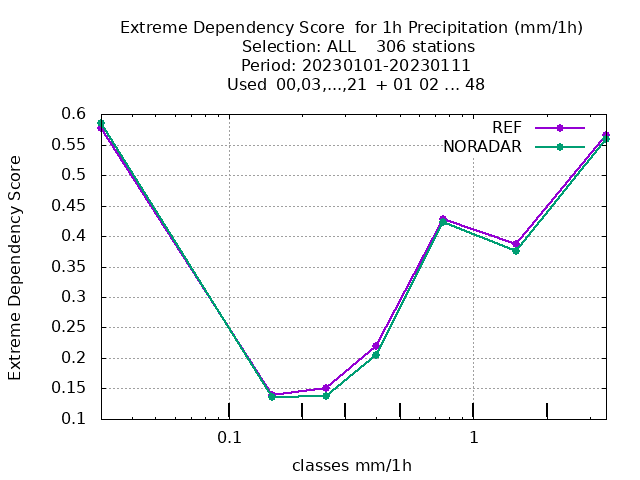 Extreme Dependency Score  for 1h Precipitation (mm/1h)
Selection: ALL    306 stations
Period: 20230101-20230111
Used  00,03,...,21  + 01 02 ... 48
REF
NORADAR
0.6
0.55
0.5
0.45
0.4
0.35
0.3
0.25
0.2
0.15
0.1
Extreme Dependency Score
0.1
1
classes mm/1h